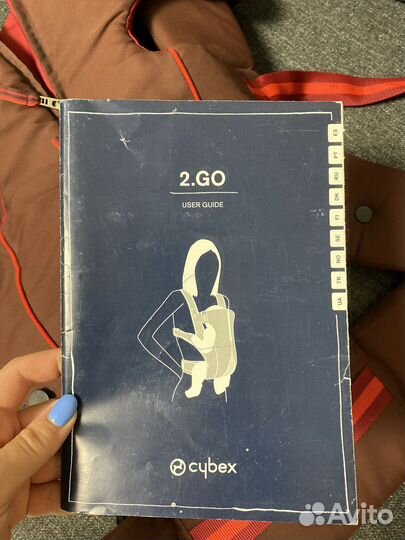 2.GO
USER GUIDE
ES
PT
RU
DK
FI
SE
NO
TR
UA
cybex
Avito